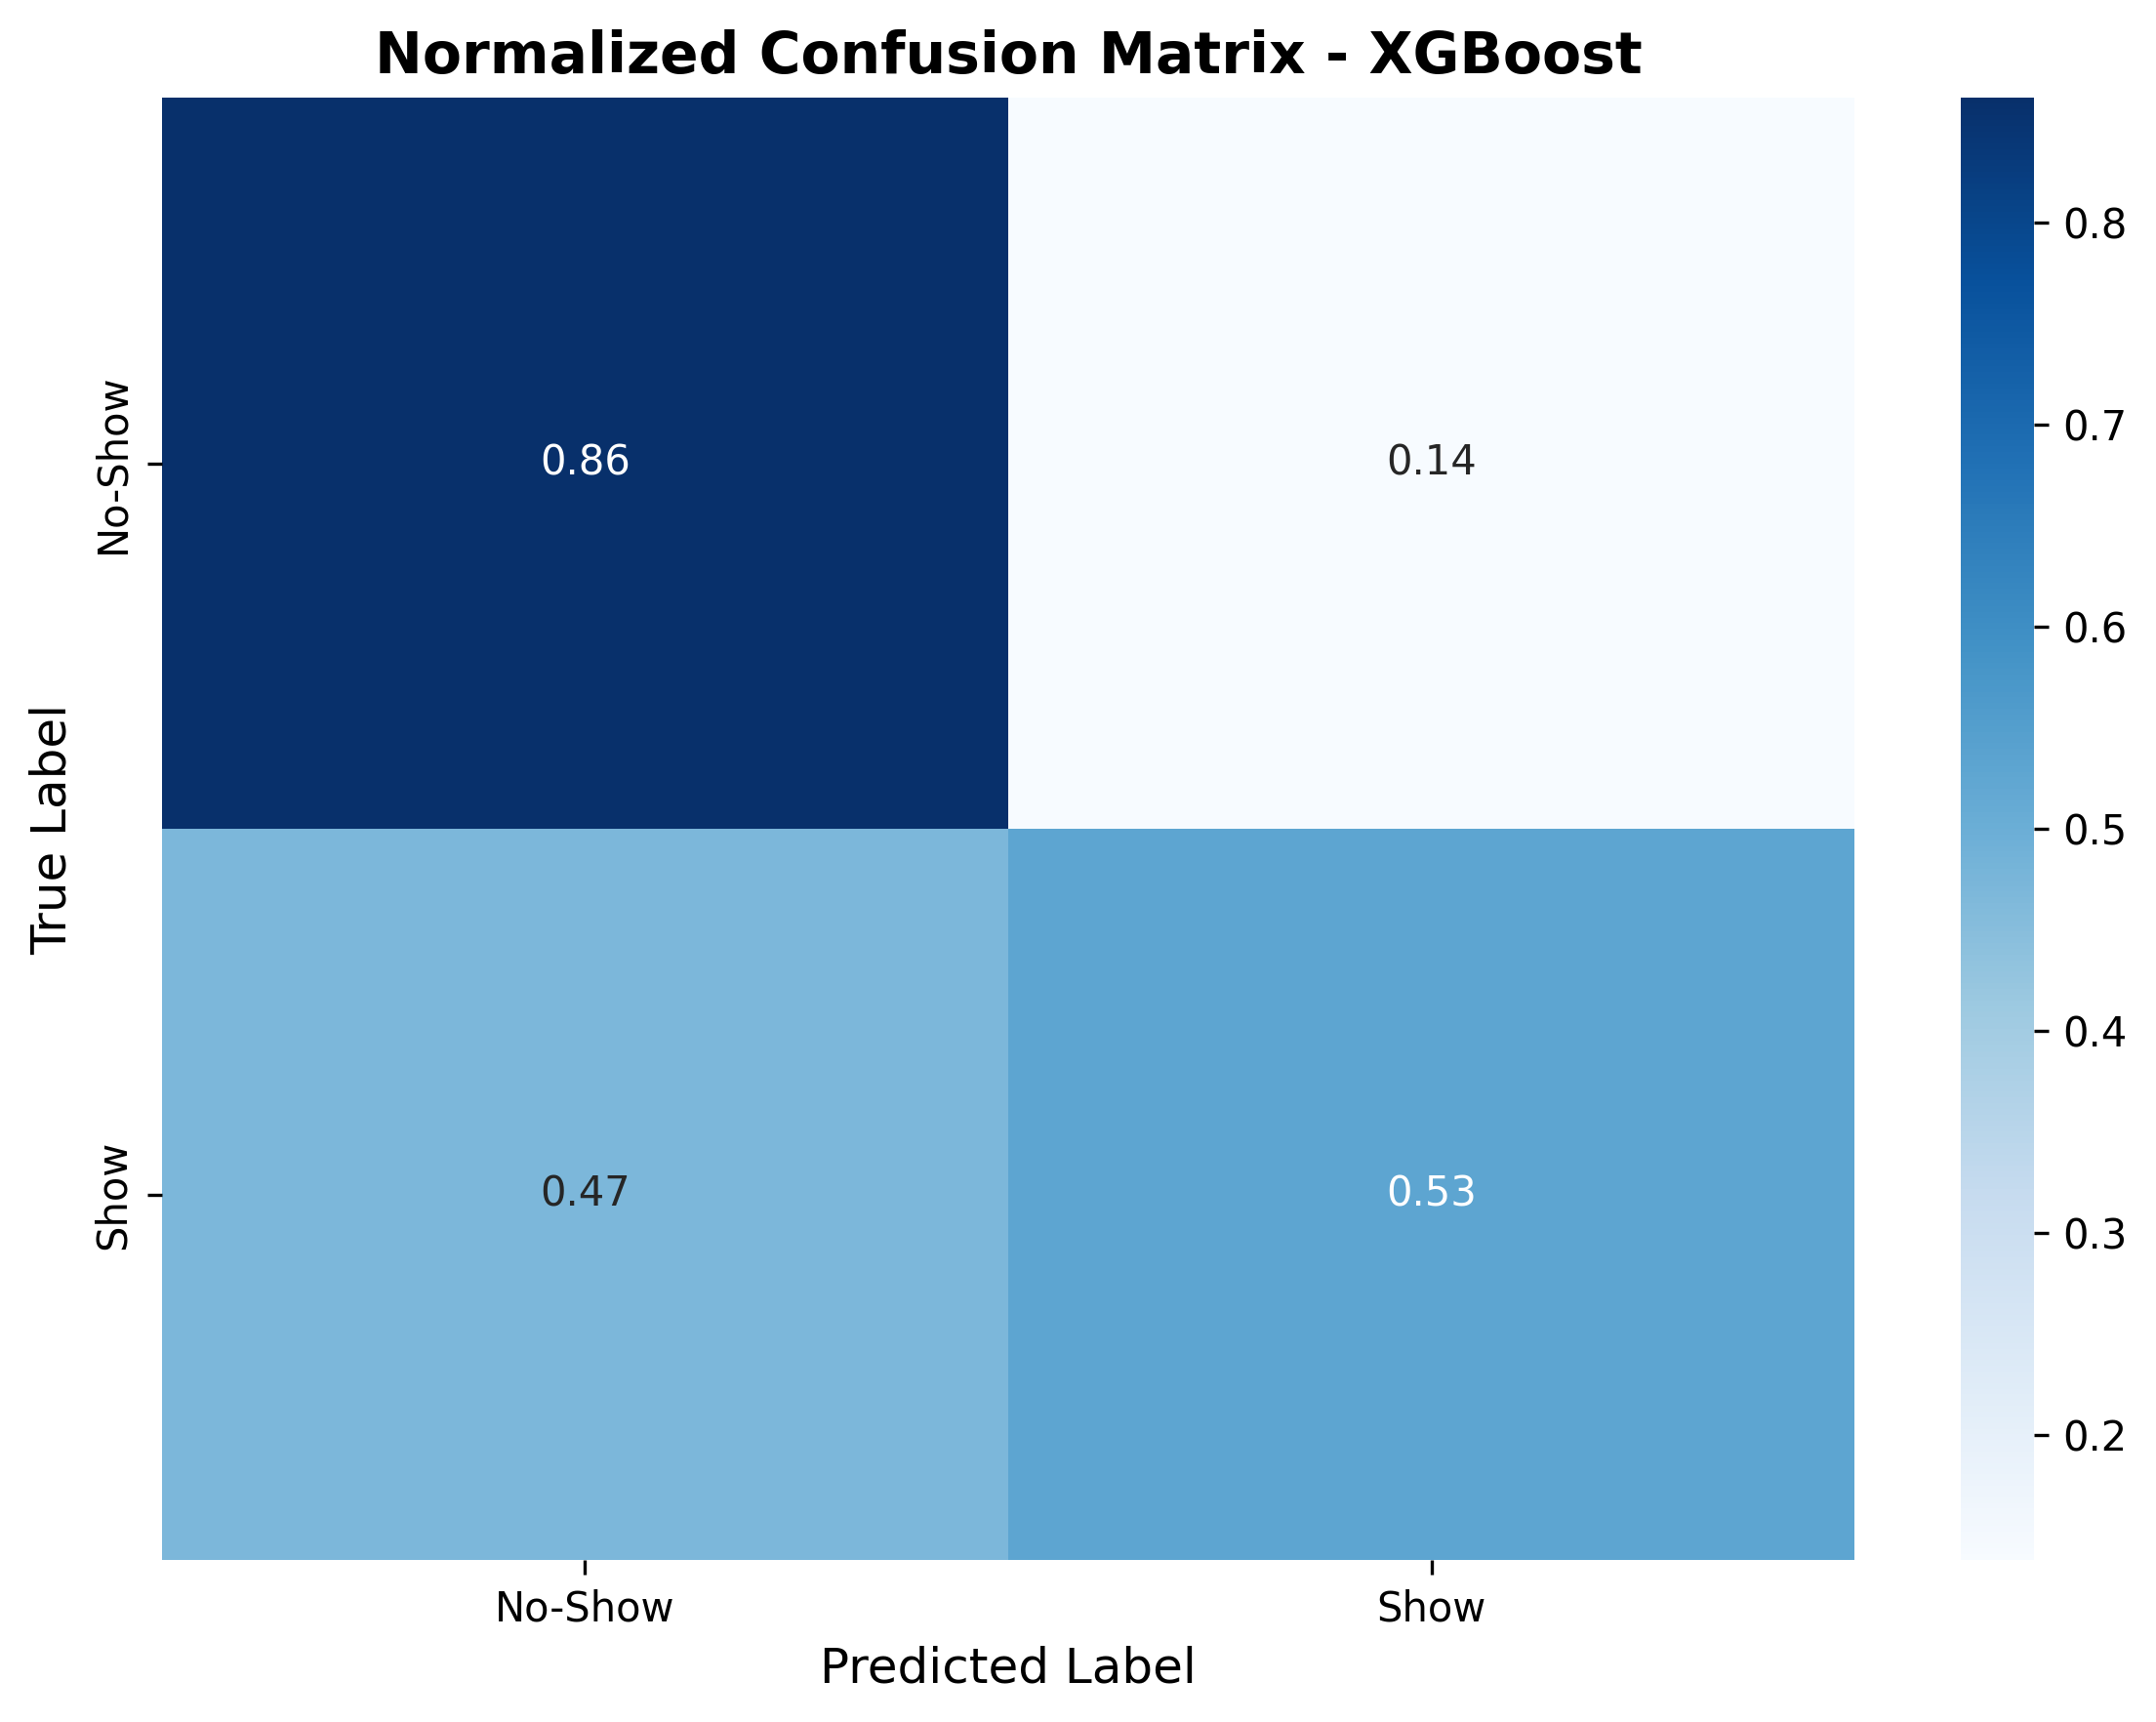 Normalized Confusion Matrix - XGBoost
True Label
No-Show
Show
0.86
0.14
0.47
0.53
No-Show
Show
Predicted Label
0.8
0.7
0.6
0.5
0.4
0.3
0.2